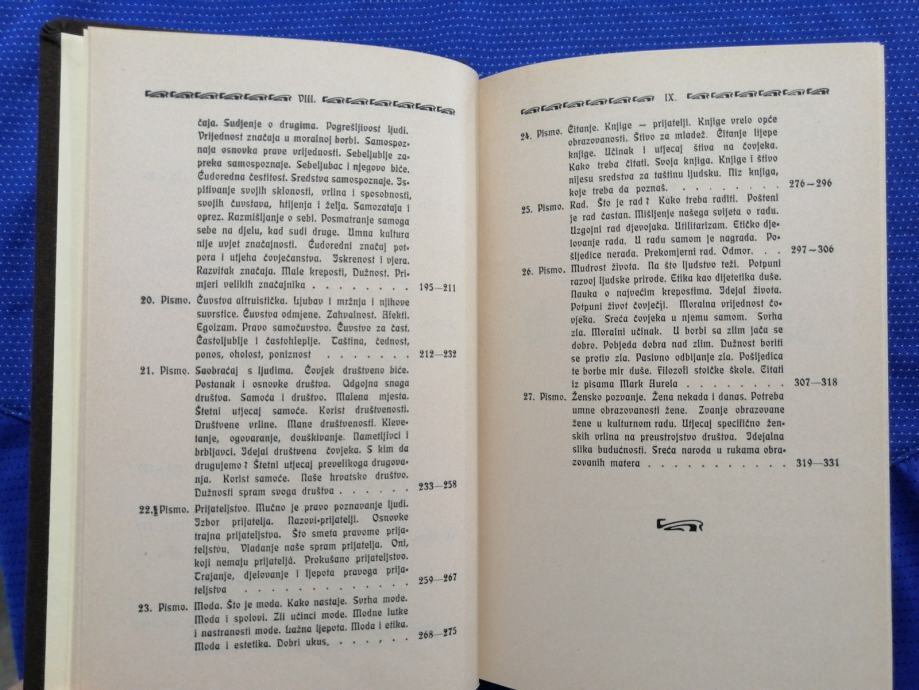 VIII.
čaja. Sudjenje o drugima. Pogrešljivost ljudi.
Vrijednost značaja u moralnoj borbi. Samospoz-
naja osnovka prave vrijednosti. Sebeljublje za-
preka samospoznaje. Sebeljubac i njegovo biće.
Čudoredna čestitost. Sredstva samospoznaje. Is-
pitivanje svojih sklonosti, vrlina i sposobnosti,
svojih čuvstava, htijenja i želja. Samozataja i
oprez. Razmišljanje o sebi. Posmatranje samoga
sebe na djelu, kad sudi druge. Umna kultura
nije uvjet značajnosti. Čudoredni značaj pot-
pora i utjeha čovječanstva. Iskrenost i vjera.
Razvitak značaja. Male kreposti, Dužnost. Pri-
mjeri velikih značajnika . . . . . . . . 195—211
20. Pismo. Čuvstva altruistička. Ljubav i mržnja i njihove
suvrstice. Čuvstva odmjene. Zahvalnost. Afekti.
Egoizam. Pravo samočuvstvo. Čuvstvo za čast.
Častoljublje i častohleplje. Taština, čednost,
ponos, oholost, poniznost . . . . . . . 212—232
21. Pismo. Saobraćaj s ljudima. Čovjek društveno biće.
Postanak i osnovke društva. Odgojna snaga
društva. Samoća i društvo. Malena mjesta.
Štetni utjecaj samoće. Korist društvenosti.
Društvene vrline. Mane društvenosti. Kleve-
tanje, ogovaranje, douškivanje. Nametljivci i
brbljavci. Idejal društvena čovjeka. S kim da
drugujemo? Štetni utjecaj prevelikoga drugova-
nja. Korist samoće. Naše hrvatsko društvo.
Dužnosti spram svoga društva . . . . . . 233—258
22. Pismo. Prijateljstvo. Mučno je pravo poznavanje ljudi.
Izbor prijatelja. Nazovi-prijatelji. Osnovke
trajna prijateljstva. Što smeta pravome prija-
teljstvu. Vladanje naše spram prijatelja. Oni,
koji nemaju prijateljā. Prokušano prijateljstvo.
Trajanje, djelovanje i ljepota pravoga prija-
teljstva . . . . . . . . . . . . . 259—267
23. Pismo. Moda. Što je moda. Kako nastaje. Svrha mode.
Moda i spolovi. Zli učinci mode. Modne lutke
i nastranosti mode. Lažna ljepota. Moda i etika.
Moda i estetika. Dobri ukus. . . . . . . 268—275
IX.
24. Pismo. Čitanje. Knjige — prijatelji. Knjige vrelo opće
obrazovanosti. Štivo za mladež. Čitanje lijepe
knjige. Učinak i utjecaj štiva na čovjeka.
Kako treba čitati. Svoja knjiga. Knjige i štivo
nijesu sredstva za taštinu ljudsku. Niz knjiga,
koje treba da poznaš. . . . . . . . . 276—296
25. Pismo. Rad. Što je rad? Kako treba raditi. Pošteni
je rad častan. Mišljenje našega svijeta o radu.
Uzgojni rad djevojaka. Utilitarizam. Etičko dje-
lovanje rada. U radu samom je nagrada. Po-
šljedice nerada. Prekomjerni rad. Odmor. . . 297—306
26. Pismo. Mudrost života. Na što ljudstvo teži. Potpuni
razvoj ljudske prirode. Etika kao dijetetika duše.
Nauka o najvećim krepostima. Idejal života.
Potpuni život čovječji. Moralna vrijednost čo-
vjeka. Sreća čovjeka u njemu samom. Svrha
zla. Moralni učinak. U borbi sa zlim jača se
dobro. Pobjeda dobra nad zlim. Dužnost boriti
se protiv zla. Pasivno odbijanje zla. Pošljedica
te borbe mir duše. Filozofi stoičke škole. Citati
iz pisama Mark Aurela . . . . . . . . 307—318
27. Pismo. Žensko pozvanje. Žena nekada i danas. Potreba
umne obrazovanosti žene. Zvanje obrazovane
žene u kulturnom radu. Utjecaj specifično žen-
skih vrlina na preustrojstvo društva. Idejalna
slika budućnosti. Sreća naroda u rukama obra-
zovanih matera . . . . . . . . . . 319—331